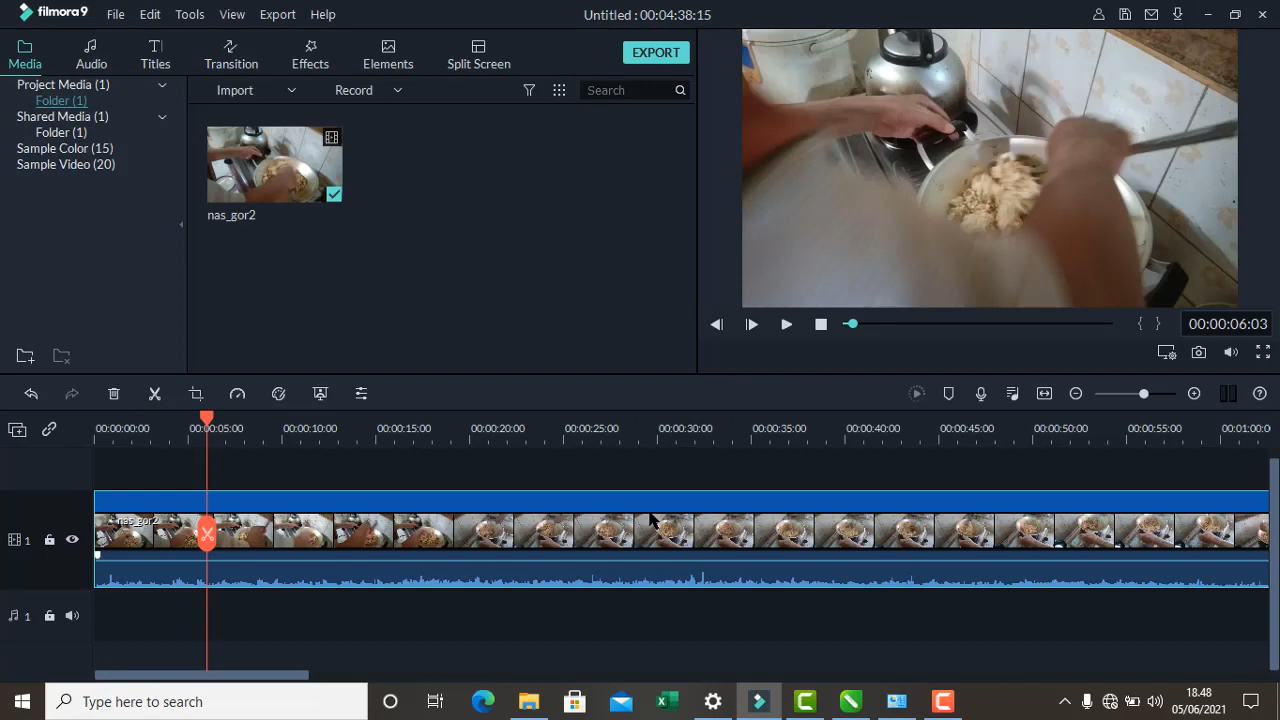 filmora9 File Edit Tools View Export Help Untitled : 00:04:38:15
Media Audio Titles Transition Effects Elements Split Screen EXPORT
Project Media (1)
Folder (1)
Shared Media (1)
Folder (1)
Sample Color (15)
Sample Video (20)
Import Record Search
nas_gor2
{ } 00:00:06:03
00:00:00:00 00:00:05:00 00:00:10:00 00:00:15:00 00:00:20:00 00:00:25:00 00:00:30:00 00:00:35:00 00:00:40:00 00:00:45:00 00:00:50:00 00:00:55:00 00:01:00:0
nas_gor2
1
1
Type here to search
18.48
05/06/2021